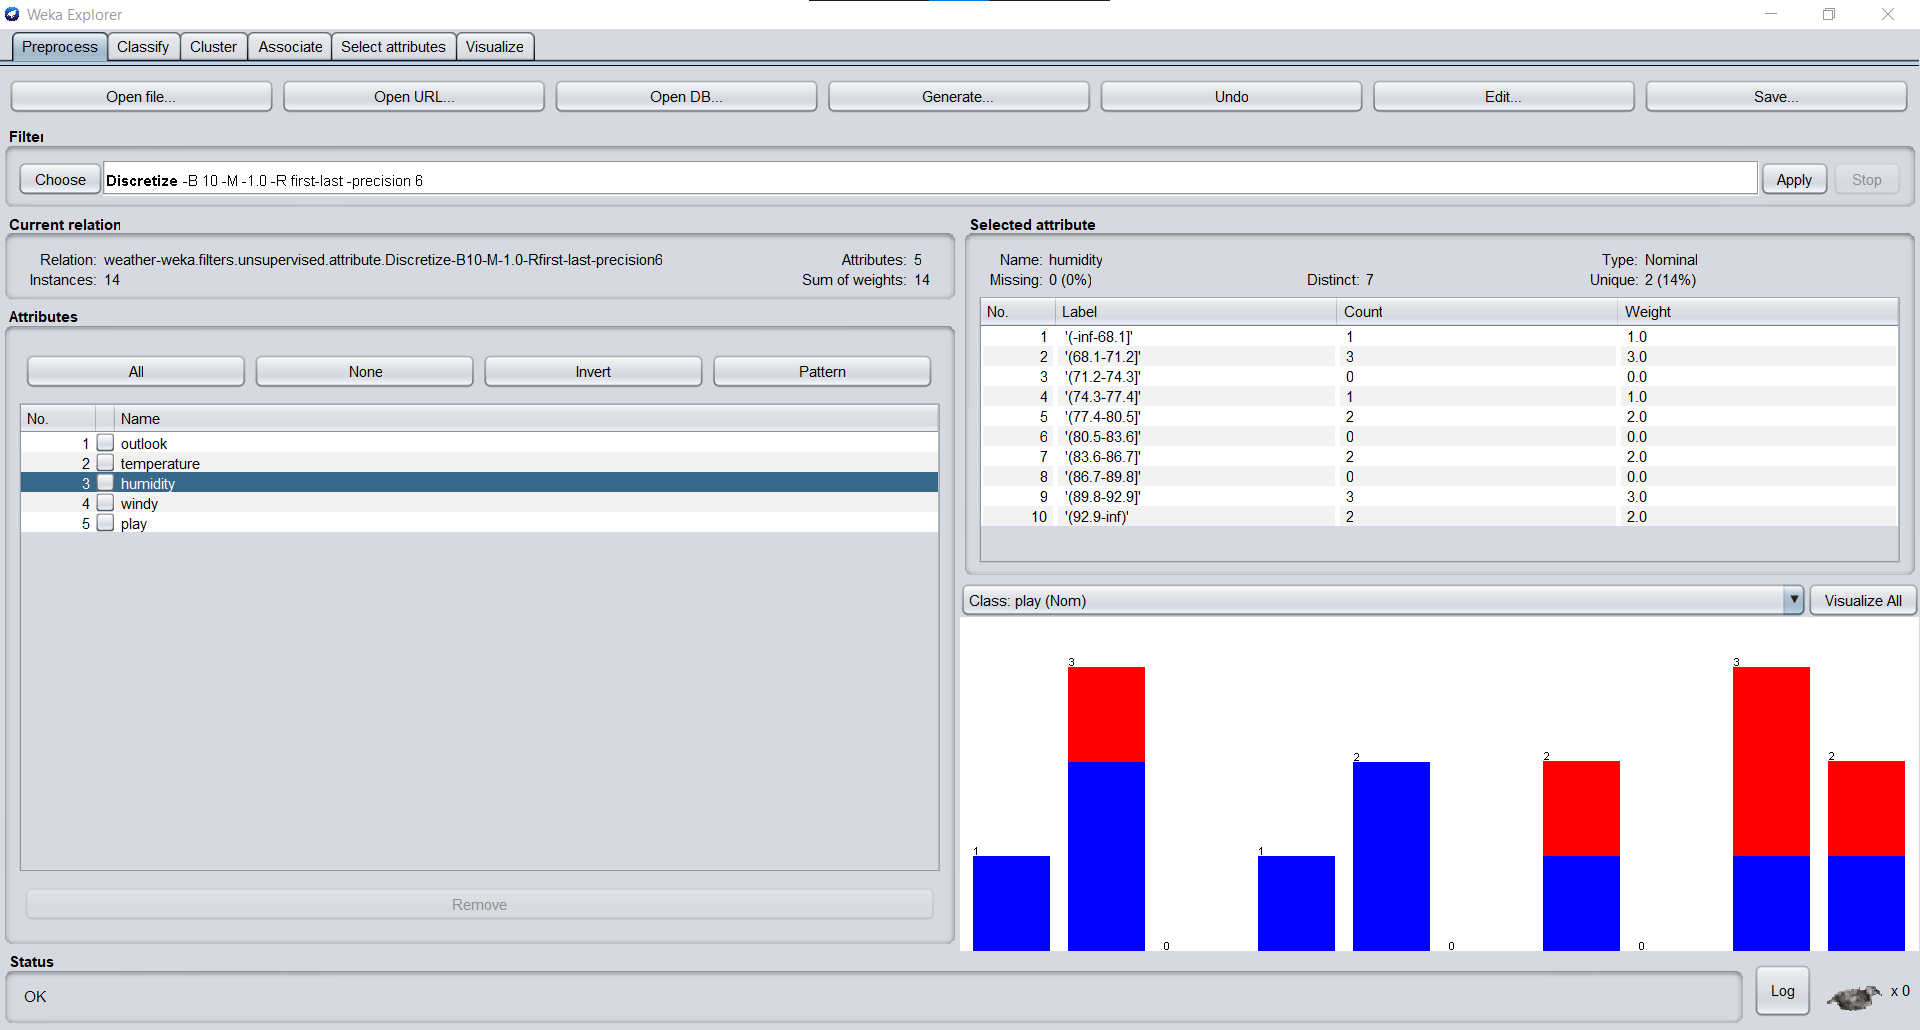 Weka Explorer
Preprocess Classify Cluster Associate Select attributes Visualize
Open file... Open URL... Open DB... Generate... Undo Edit... Save...
Filter
Choose Discretize -B 10 -M -1.0 -R first-last -precision 6 Apply Stop
Current relation
Relation: weather-weka.filters.unsupervised.attribute.Discretize-B10-M-1.0-Rfirst-last-precision6 Attributes: 5
Instances: 14 Sum of weights: 14
Attributes
All None Invert Pattern
No. Name
1 outlook
2 temperature
3 humidity
4 windy
5 play
Remove
Selected attribute
Name: humidity Type: Nominal
Missing: 0 (0%) Distinct: 7 Unique: 2 (14%)
No. Label Count Weight
1 '(-inf-68.1]' 1 1.0
2 '(68.1-71.2]' 3 3.0
3 '(71.2-74.3]' 0 0.0
4 '(74.3-77.4]' 1 1.0
5 '(77.4-80.5]' 2 2.0
6 '(80.5-83.6]' 0 0.0
7 '(83.6-86.7]' 2 2.0
8 '(86.7-89.8]' 0 0.0
9 '(89.8-92.9]' 3 3.0
10 '(92.9-inf)' 2 2.0
Class: play (Nom) Visualize All
1 3 0 1 2 0 2 0 3 2
Status
OK Log x 0